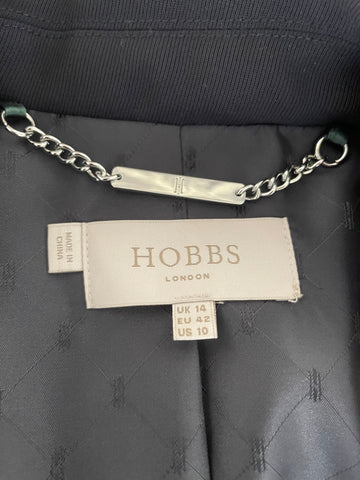 HOBBS
LONDON
MADE IN
CHINA
UK 14
EU 42
US 10